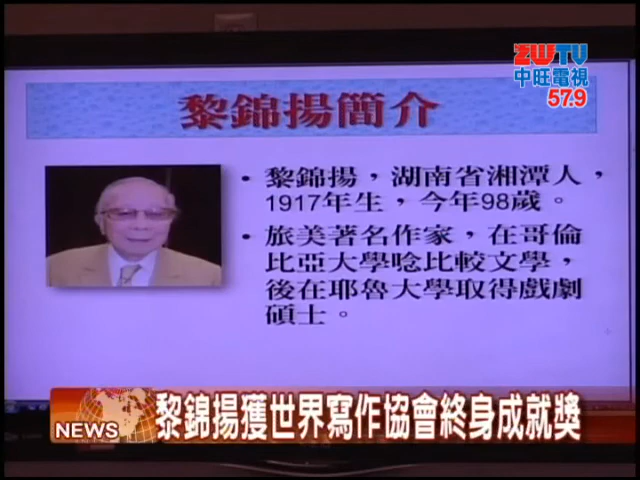 ZWTV
中旺電視
57.9
黎錦揚簡介
• 黎錦揚，湖南省湘潭人，
1917年生，今年98歲。
• 旅美著名作家，在哥倫
比亞大學唸比較文學，
後在耶魯大學取得戲劇
碩士。
NEWS
黎錦揚獲世界寫作協會終身成就獎